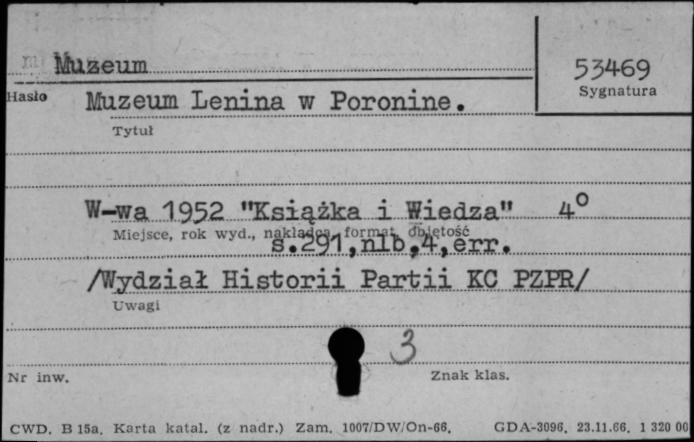 m Muzeum
53469
Sygnatura
Hasło
Muzeum Lenina w Poronine.
Tytuł
W-wa 1952 "Książka i Wiedza" 4°
Miejsce, rok wyd., nakładca, format, objętość
s.291,nlb,4,err.
/Wydział Historii Partii KC PZPR/
Uwagi
3
Nr inw.
Znak klas.
CWD. B 15a. Karta katal. (z nadr.) Zam. 1007/DW/On-66. GDA-3096. 23.11.66. 1 320 00